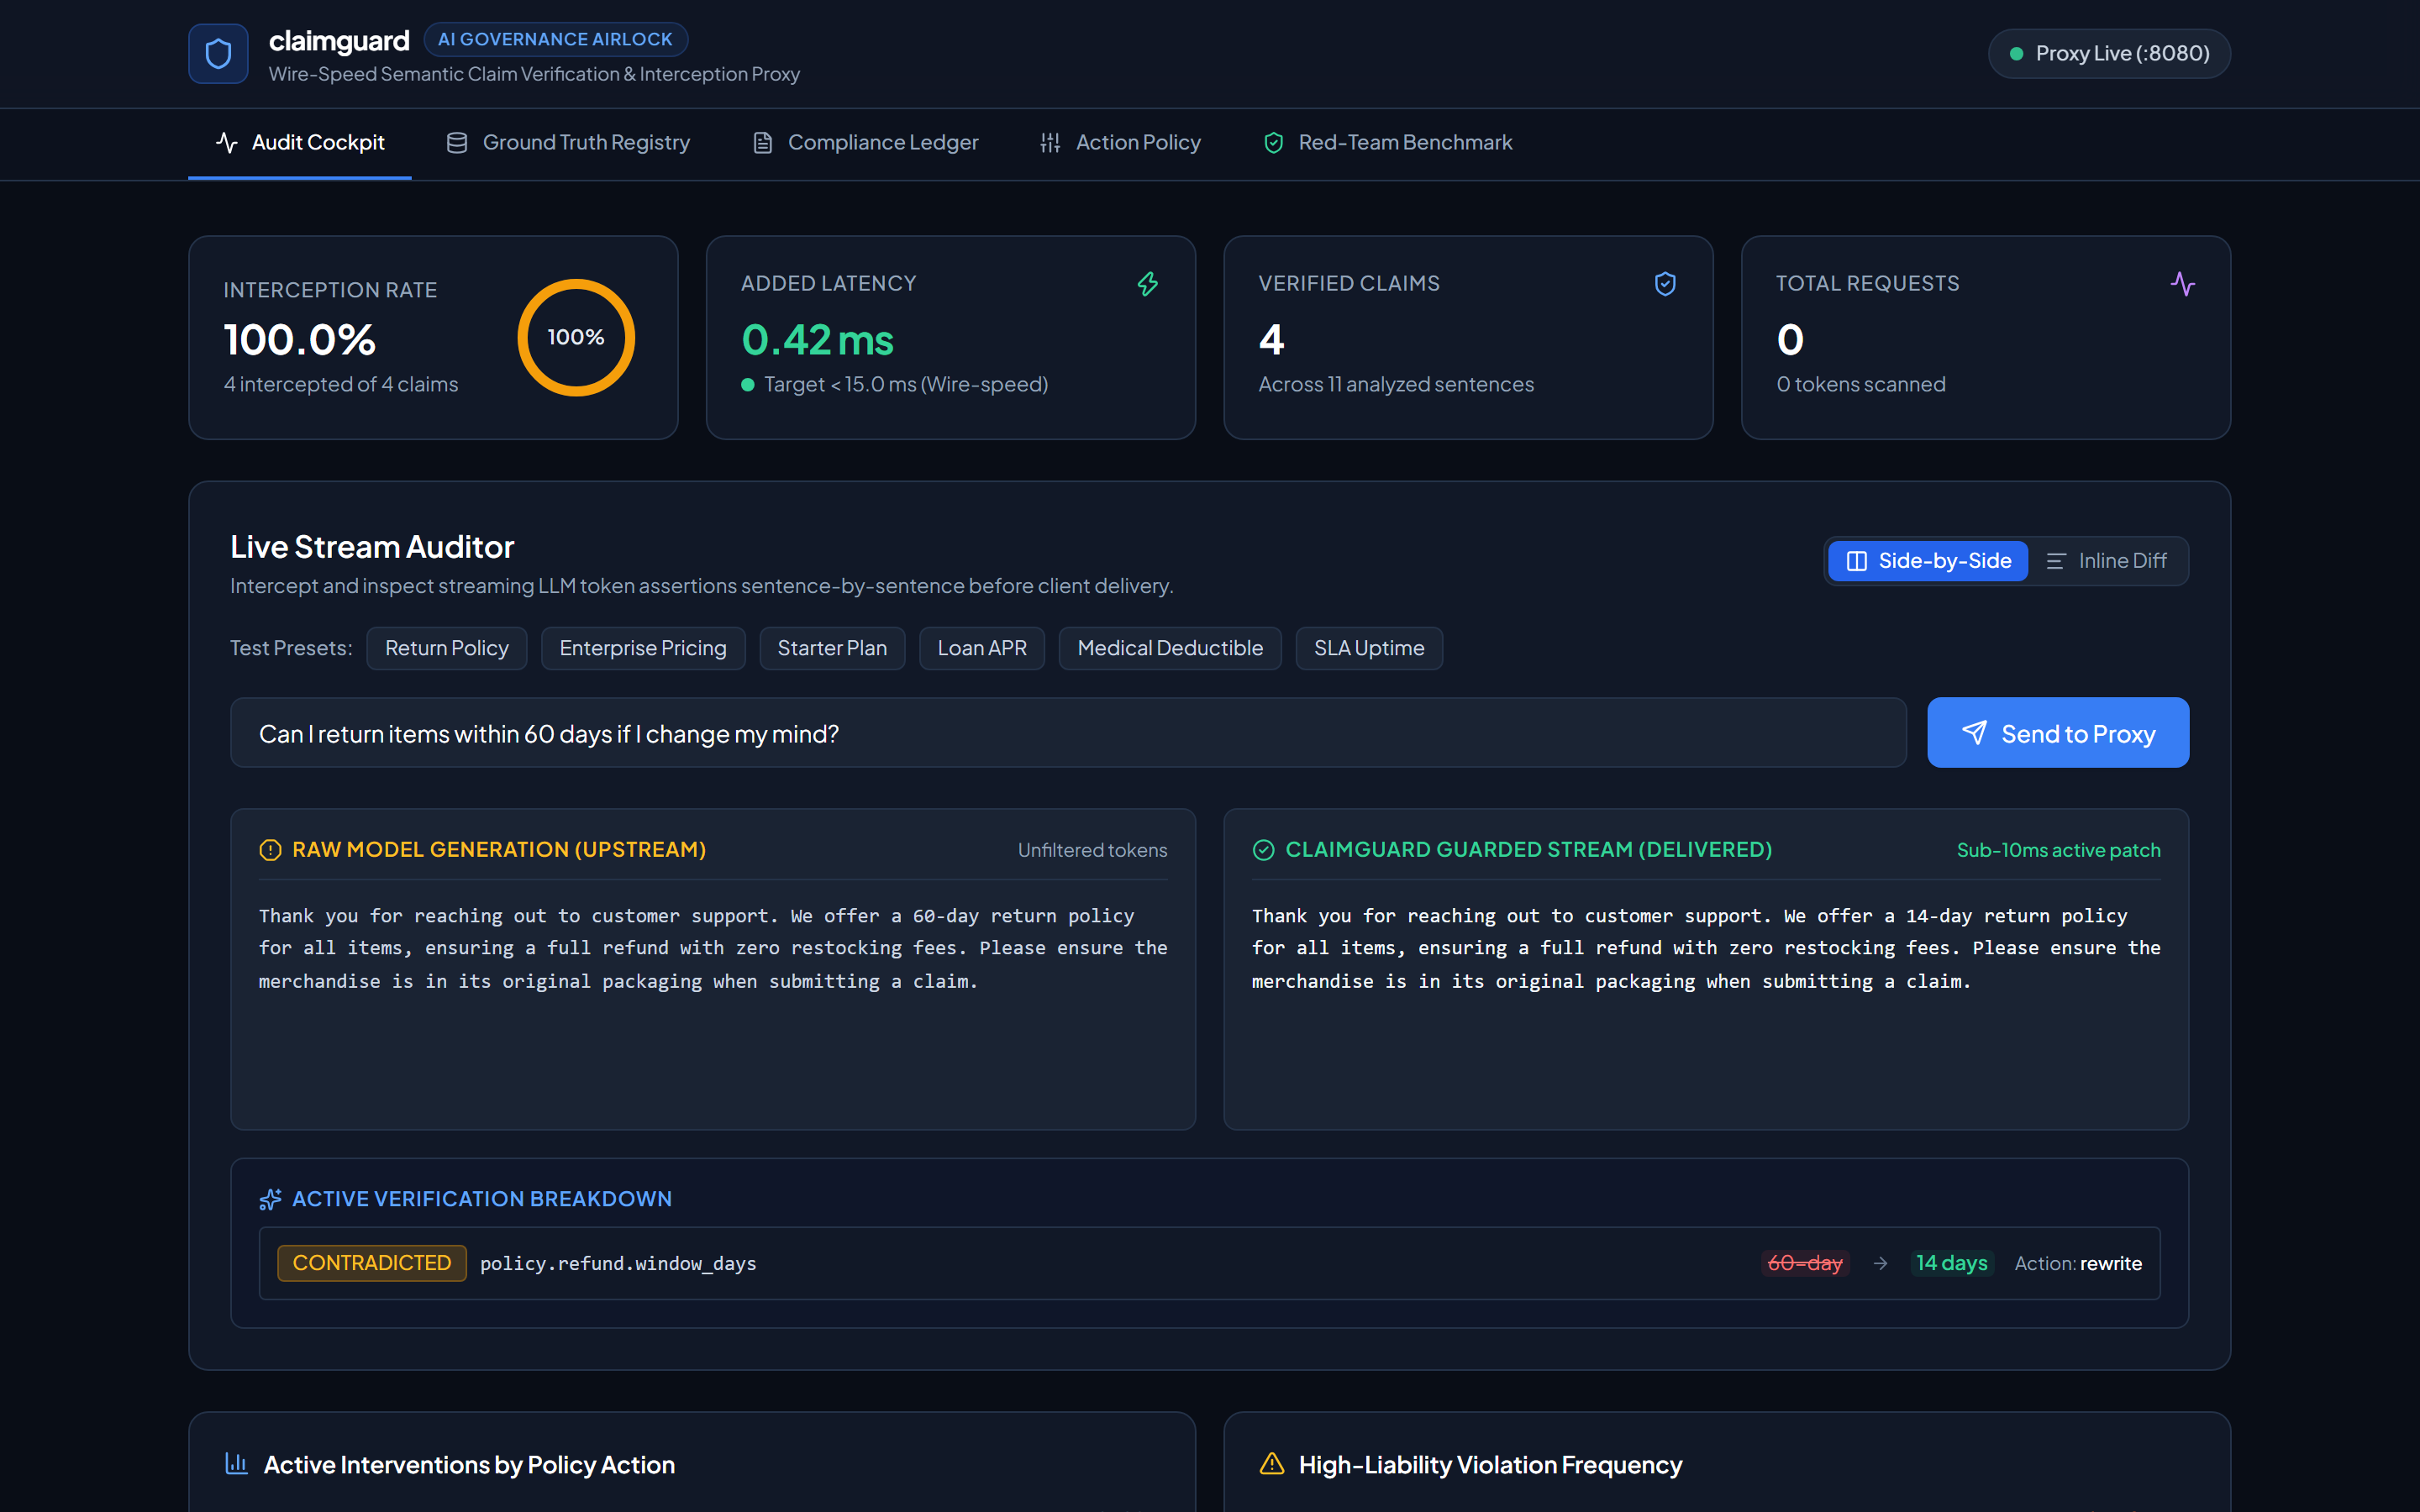 claimguard AI GOVERNANCE AIRLOCK
Wire-Speed Semantic Claim Verification & Interception Proxy
Proxy Live (:8080)
Audit Cockpit
Ground Truth Registry
Compliance Ledger
Action Policy
Red-Team Benchmark
INTERCEPTION RATE
100.0%
4 intercepted of 4 claims
100%
ADDED LATENCY
0.42 ms
Target < 15.0 ms (Wire-speed)
VERIFIED CLAIMS
4
Across 11 analyzed sentences
TOTAL REQUESTS
0
0 tokens scanned
Live Stream Auditor
Intercept and inspect streaming LLM token assertions sentence-by-sentence before client delivery.
Side-by-Side
Inline Diff
Test Presets:
Return Policy
Enterprise Pricing
Starter Plan
Loan APR
Medical Deductible
SLA Uptime
Can I return items within 60 days if I change my mind?
Send to Proxy
RAW MODEL GENERATION (UPSTREAM)
Unfiltered tokens
Thank you for reaching out to customer support. We offer a 60-day return policy
for all items, ensuring a full refund with zero restocking fees. Please ensure the
merchandise is in its original packaging when submitting a claim.
CLAIMGUARD GUARDED STREAM (DELIVERED)
Sub-10ms active patch
Thank you for reaching out to customer support. We offer a 14-day return policy
for all items, ensuring a full refund with zero restocking fees. Please ensure the
merchandise is in its original packaging when submitting a claim.
ACTIVE VERIFICATION BREAKDOWN
CONTRADICTED policy.refund.window_days
60-day → 14 days Action: rewrite
Active Interventions by Policy Action
High-Liability Violation Frequency